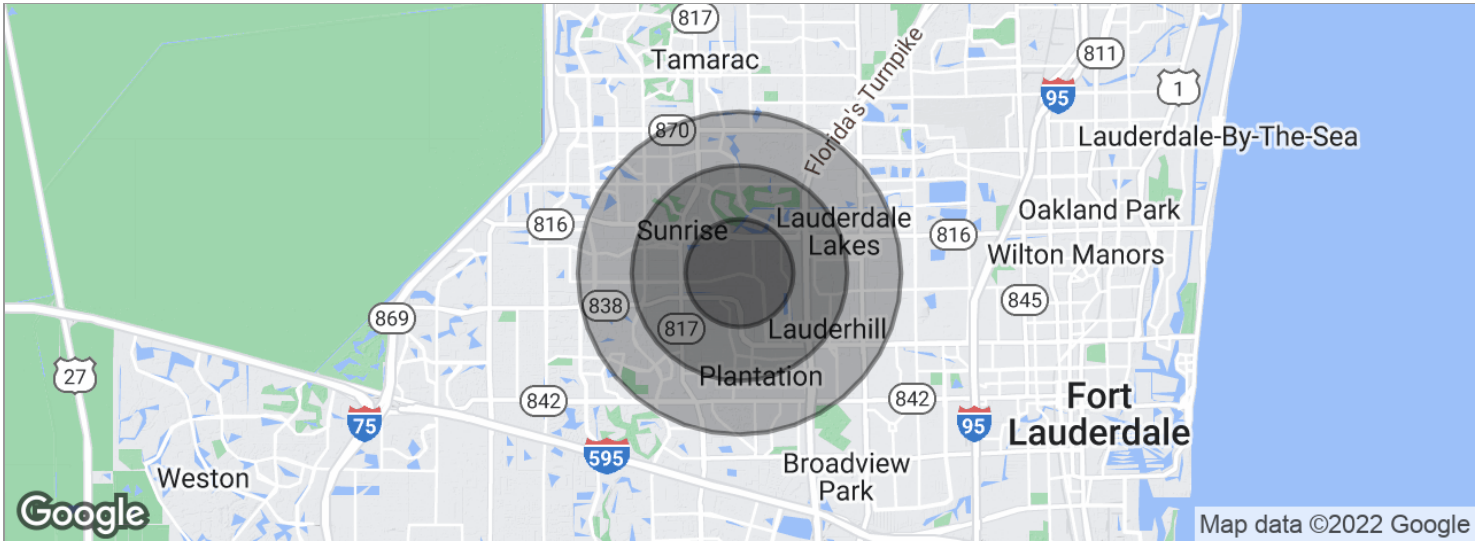 817
Tamarac
811
95
1
Florida's Turnpike
870
Lauderdale-By-The-Sea
Oakland Park
816
Sunrise
Lauderdale
Lakes
816
Wilton Manors
845
838
869
817
Lauderhill
27
Plantation
842
842
Fort
Lauderdale
75
95
595
Broadview
Park
Weston
Google
Map data ©2022 Google